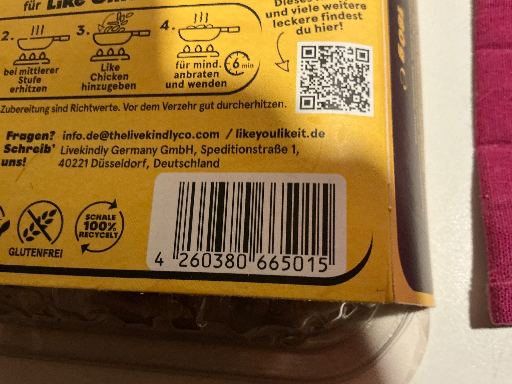 für Like
Dieses
und viele weitere
leckere findest
du hier!
2.
bei mittlerer
Stufe
erhitzen
3.
Like
Chicken
hinzugeben
4.
6 min
für mind.
anbraten
und wenden
Zubereitung sind Richtwerte. Vor dem Verzehr gut durcherhitzen.
Fragen? info.de@thelivekindlyco.com / likeyoulikeit.de
Schreib' Livekindly Germany GmbH, Speditionstraße 1,
uns! 40221 Düsseldorf, Deutschland
GLUTENFREI
SCHALE
100%
RECYCELT
4 260380 665015